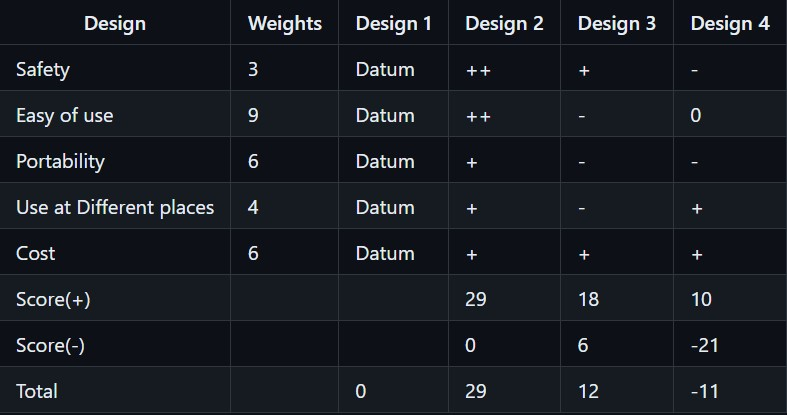 Design Weights Design 1 Design 2 Design 3 Design 4
Safety 3 Datum ++ + -
Easy of use 9 Datum ++ - 0
Portability 6 Datum + - -
Use at Different places 4 Datum + - +
Cost 6 Datum + + +
Score(+) 29 18 10
Score(-) 0 6 -21
Total 0 29 12 -11